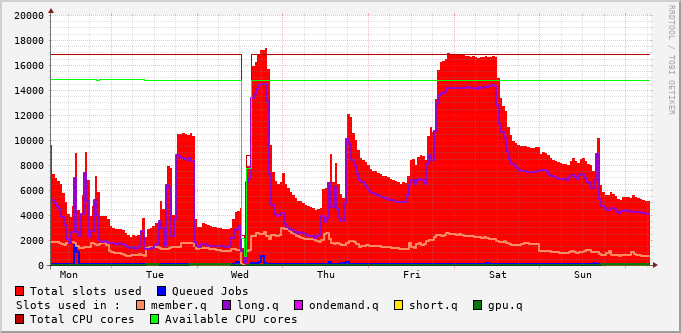 20000
18000
16000
14000
12000
10000
8000
6000
4000
2000
0
Mon Tue Wed Thu Fri Sat Sun
RRDTOOL / TOBI OETIKER
Total slots used Queued Jobs
Slots used in : member.q long.q ondemand.q short.q gpu.q
Total CPU cores Available CPU cores